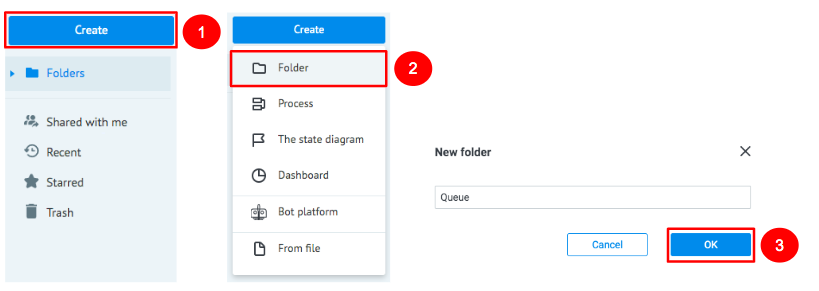 Create
1
Folders
Shared with me
Recent
Starred
Trash
Create
Folder
2
Process
The state diagram
Dashboard
Bot platform
From file
New folder
Queue
Cancel
OK
3